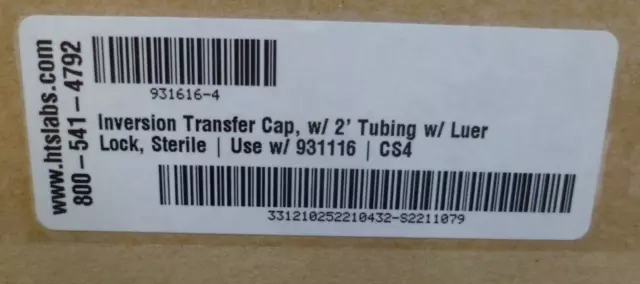 www.htslabs.com
800-541-4792
931616-4
Inversion Transfer Cap, w/ 2' Tubing w/ Luer
Lock, Sterile | Use w/ 931116 | CS4
331210252210432-S2211079